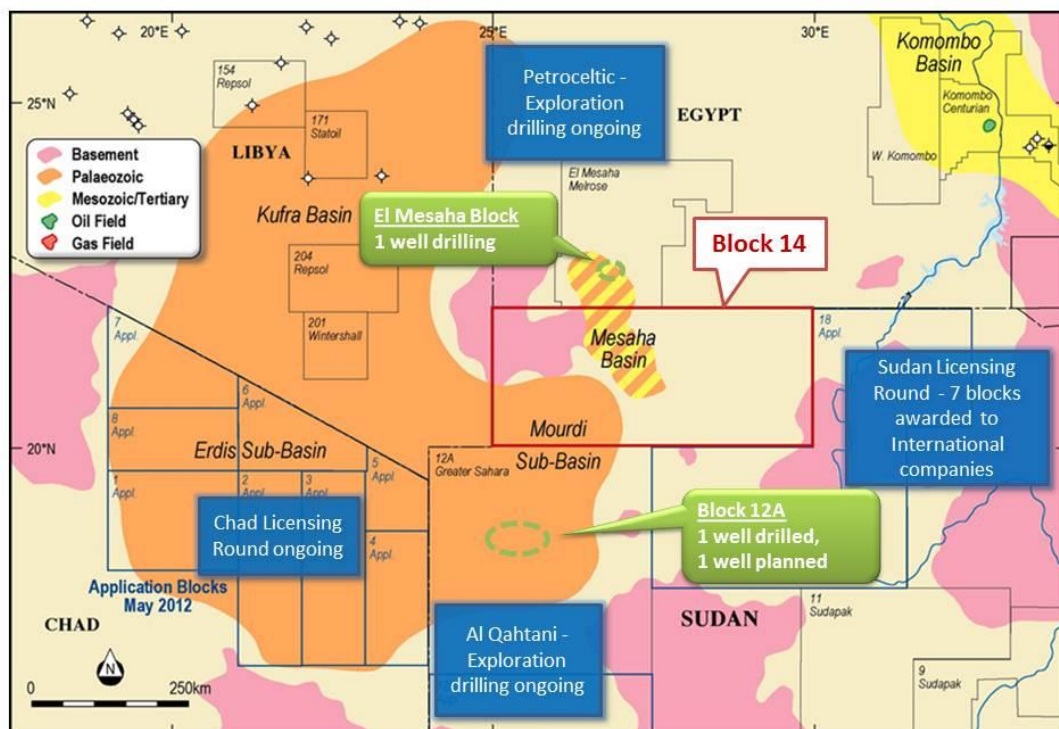 20°E
25°E
30°E
25°N
20°N
Basement
Palaeozoic
Mesozoic/Tertiary
Oil Field
Gas Field
154
Repsol
171
Statoil
LIBYA
Kufra Basin
204
Repsol
201
Wintershall
Petroceltic -
Exploration
drilling ongoing
EGYPT
El Mesaha
Melrose
El Mesaha Block
1 well drilling
Block 14
Komombo
Basin
Komombo
Centurian
W. Komombo
Mesaha
Basin
18
Appl.
Sudan Licensing
Round - 7 blocks
awarded to
International
companies
7
Appl.
6
Appl.
8
Appl.
5
Appl.
Erdis Sub-Basin
Mourdi
Sub-Basin
12A
Greater Sahara
1
Appl.
2
Appl.
3
Appl.
4
Appl.
Chad Licensing
Round ongoing
Block 12A
1 well drilled,
1 well planned
Application Blocks
May 2012
CHAD
SUDAN
11
Sudapak
9
Sudapak
Al Qahtani -
Exploration
drilling ongoing
N
0
250km